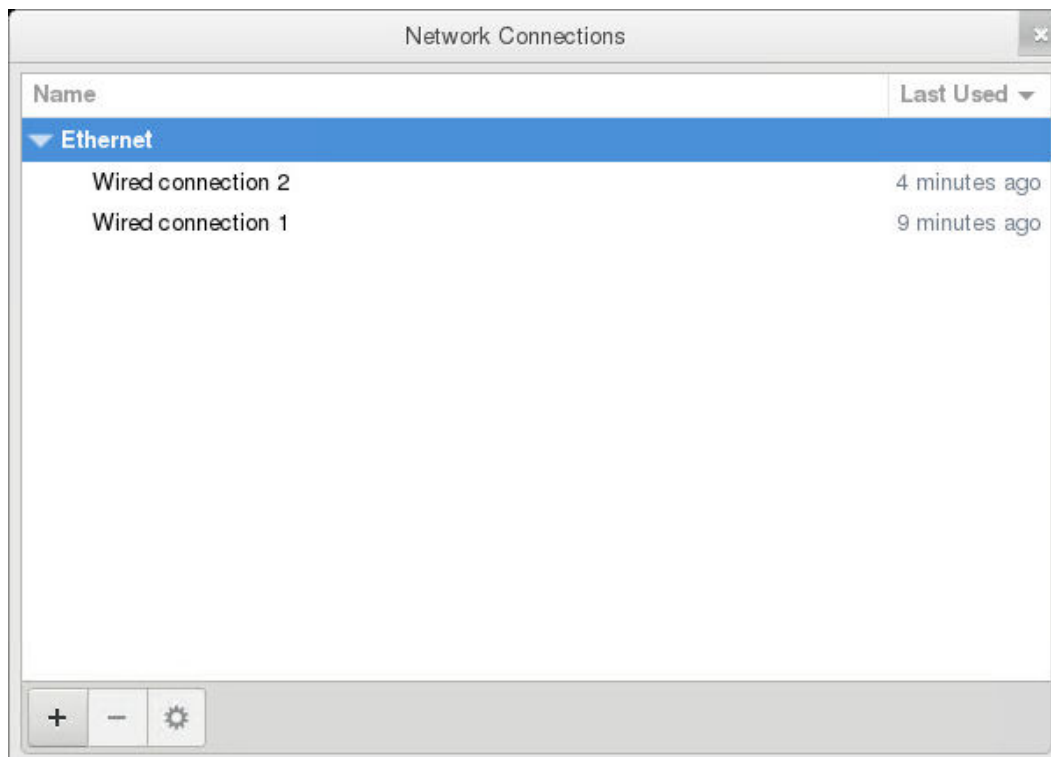 Network Connections
Name Last Used
Ethernet
Wired connection 2 4 minutes ago
Wired connection 1 9 minutes ago